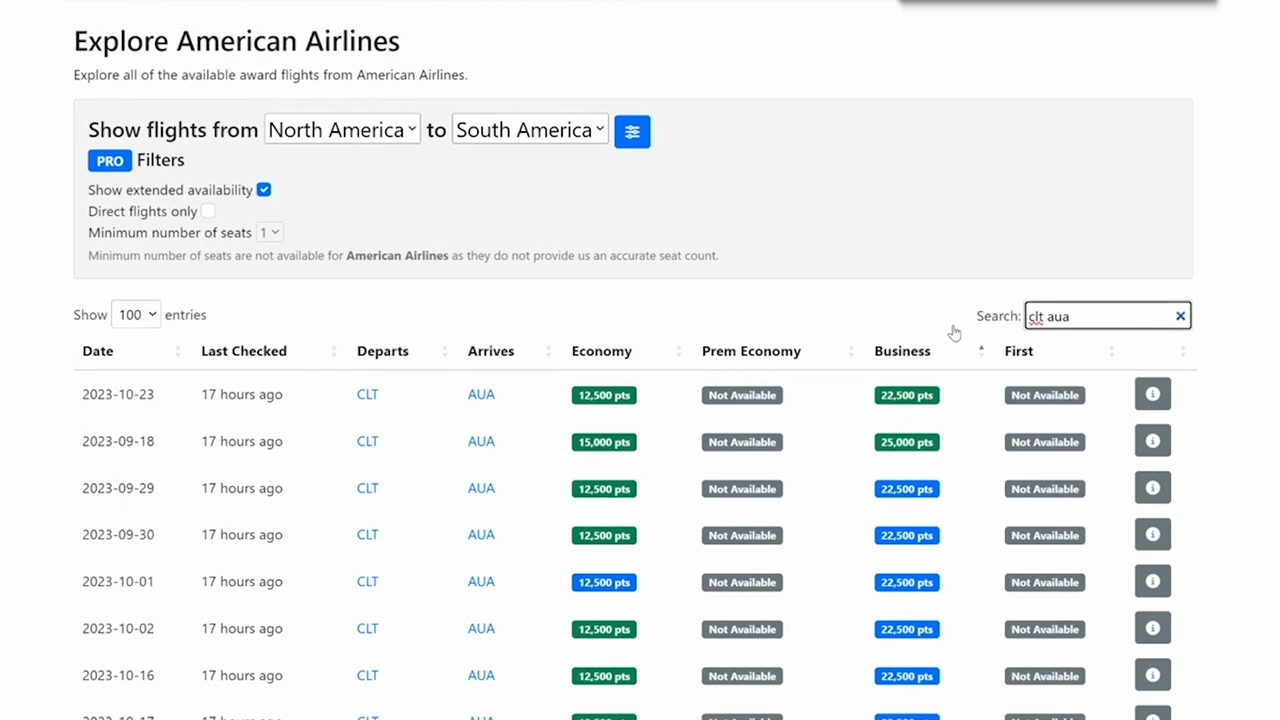 Explore American Airlines
Explore all of the available award flights from American Airlines.
Show flights from North America to South America
PRO Filters
Show extended availability
Direct flights only
Minimum number of seats 1
Minimum number of seats are not available for American Airlines as they do not provide us an accurate seat count.
Show 100 entries Search: clt aua
Date Last Checked Departs Arrives Economy Prem Economy Business First
2023-10-23 17 hours ago CLT AUA 12,500 pts Not Available 22,500 pts Not Available
2023-09-18 17 hours ago CLT AUA 15,000 pts Not Available 25,000 pts Not Available
2023-09-29 17 hours ago CLT AUA 12,500 pts Not Available 22,500 pts Not Available
2023-09-30 17 hours ago CLT AUA 12,500 pts Not Available 22,500 pts Not Available
2023-10-01 17 hours ago CLT AUA 12,500 pts Not Available 22,500 pts Not Available
2023-10-02 17 hours ago CLT AUA 12,500 pts Not Available 22,500 pts Not Available
2023-10-16 17 hours ago CLT AUA 12,500 pts Not Available 22,500 pts Not Available